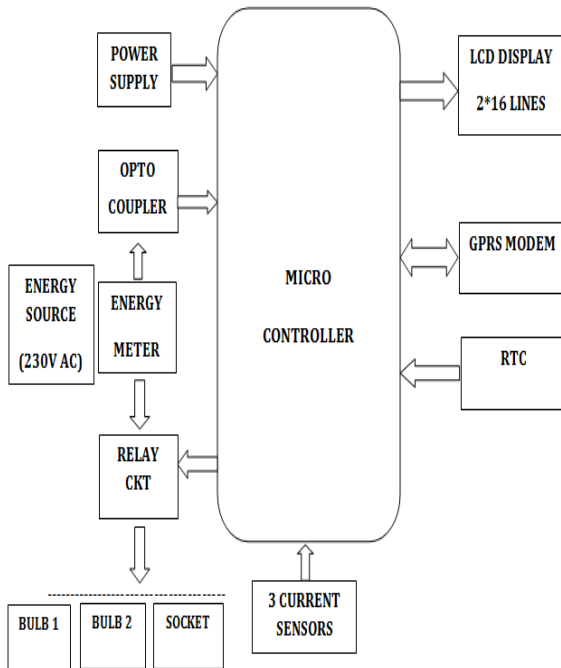 POWER
SUPPLY
LCD DISPLAY
2*16 LINES
OPTO
COUPLER
GPRS MODEM
ENERGY
SOURCE
(230V AC)
ENERGY
METER
MICRO
CONTROLLER
RTC
RELAY
CKT
3 CURRENT
SENSORS
BULB 1
BULB 2
SOCKET